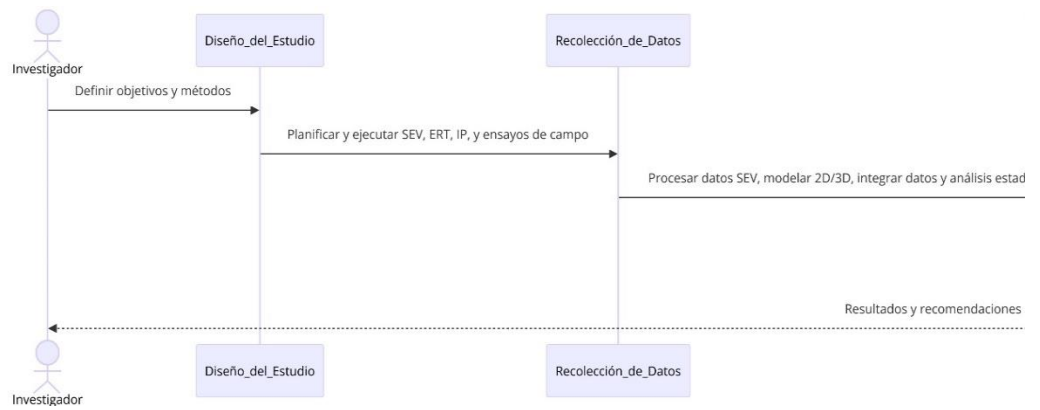 Diseño_del_Estudio
Recolección_de_Datos
Investigador
Definir objetivos y métodos
Planificar y ejecutar SEV, ERT, IP, y ensayos de campo
Procesar datos SEV, modelar 2D/3D, integrar datos y análisis estad
Resultados y recomendaciones
Diseño_del_Estudio
Recolección_de_Datos
Investigador